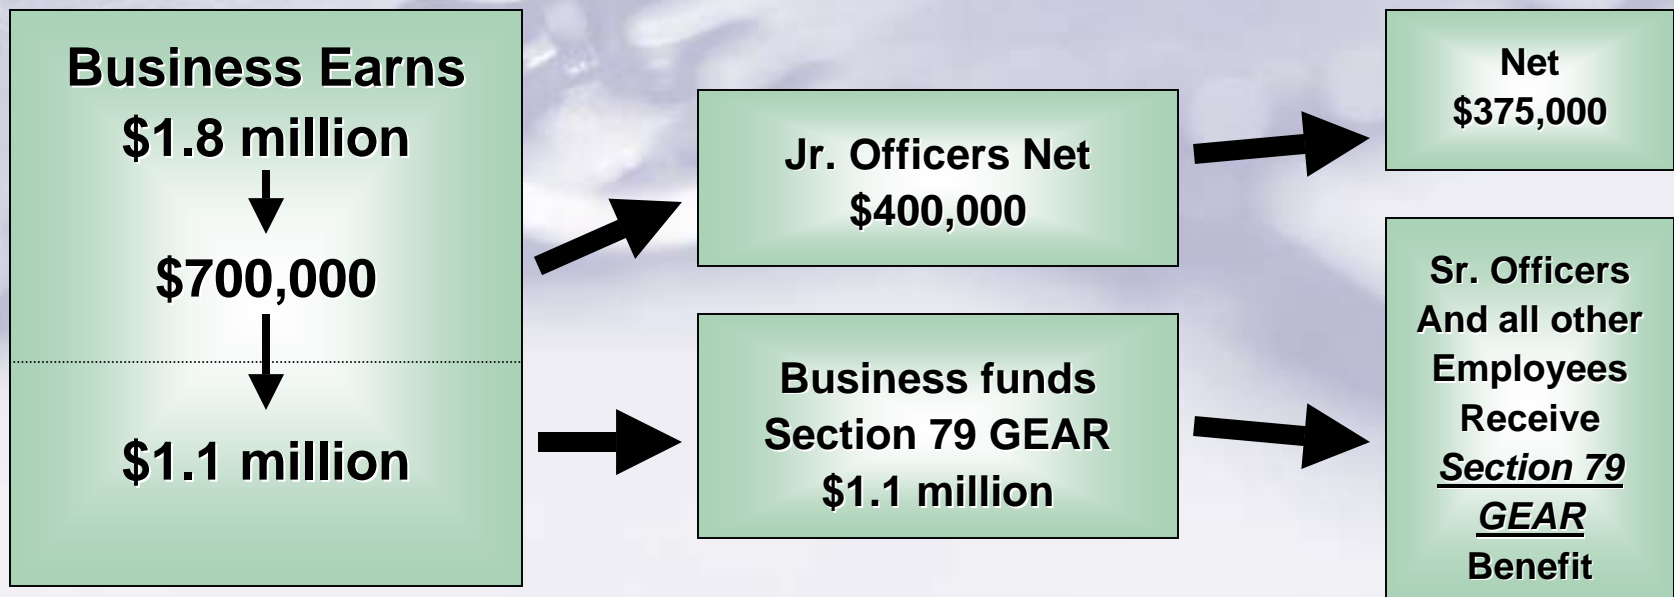 Business Earns
$1.8 million
$700,000
$1.1 million
Jr. Officers Net
$400,000
Business funds
Section 79 GEAR
$1.1 million
Net
$375,000
Sr. Officers
And all other
Employees
Receive
Section 79
GEAR
Benefit